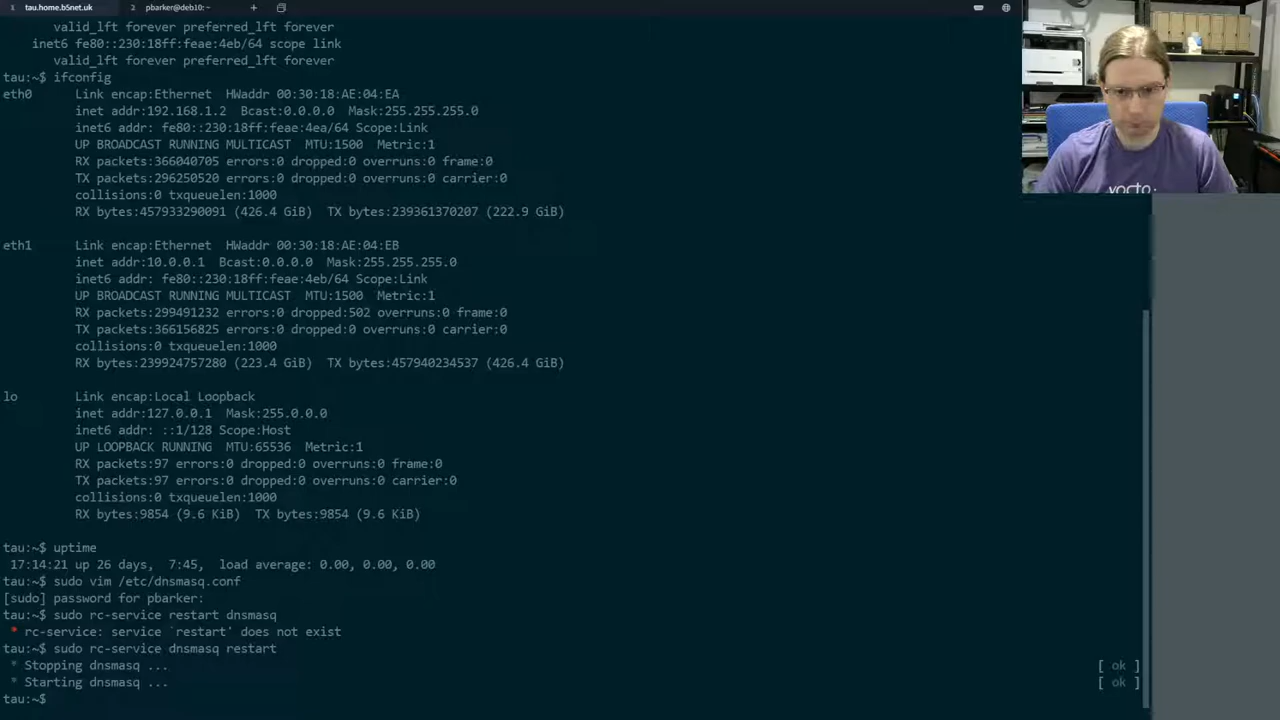 1 tau.home.b5net.uk 2 pbarker@deb10: ~ +
valid_lft forever preferred_lft forever
inet6 fe80::230:18ff:feae:4eb/64 scope link
valid_lft forever preferred_lft forever
tau:~$ ifconfig
eth0 Link encap:Ethernet HWaddr 00:30:18:AE:04:EA
inet addr:192.168.1.2 Bcast:0.0.0.0 Mask:255.255.255.0
inet6 addr: fe80::230:18ff:feae:4ea/64 Scope:Link
UP BROADCAST RUNNING MULTICAST MTU:1500 Metric:1
RX packets:366040705 errors:0 dropped:0 overruns:0 frame:0
TX packets:296250520 errors:0 dropped:0 overruns:0 carrier:0
collisions:0 txqueuelen:1000
RX bytes:457933290091 (426.4 GiB) TX bytes:239361370207 (222.9 GiB)
eth1 Link encap:Ethernet HWaddr 00:30:18:AE:04:EB
inet addr:10.0.0.1 Bcast:0.0.0.0 Mask:255.255.255.0
inet6 addr: fe80::230:18ff:feae:4eb/64 Scope:Link
UP BROADCAST RUNNING MULTICAST MTU:1500 Metric:1
RX packets:299491232 errors:0 dropped:502 overruns:0 frame:0
TX packets:366156825 errors:0 dropped:0 overruns:0 carrier:0
collisions:0 txqueuelen:1000
RX bytes:239924757280 (223.4 GiB) TX bytes:457940234537 (426.4 GiB)
lo Link encap:Local Loopback
inet addr:127.0.0.1 Mask:255.0.0.0
inet6 addr: ::1/128 Scope:Host
UP LOOPBACK RUNNING MTU:65536 Metric:1
RX packets:97 errors:0 dropped:0 overruns:0 frame:0
TX packets:97 errors:0 dropped:0 overruns:0 carrier:0
collisions:0 txqueuelen:1000
RX bytes:9854 (9.6 KiB) TX bytes:9854 (9.6 KiB)
tau:~$ uptime
17:14:21 up 26 days, 7:45, load average: 0.00, 0.00, 0.00
tau:~$ sudo vim /etc/dnsmasq.conf
[sudo] password for pbarker:
tau:~$ sudo rc-service restart dnsmasq
* rc-service: service `restart' does not exist
tau:~$ sudo rc-service dnsmasq restart
* Stopping dnsmasq ... [ ok ]
* Starting dnsmasq ... [ ok ]
tau:~$